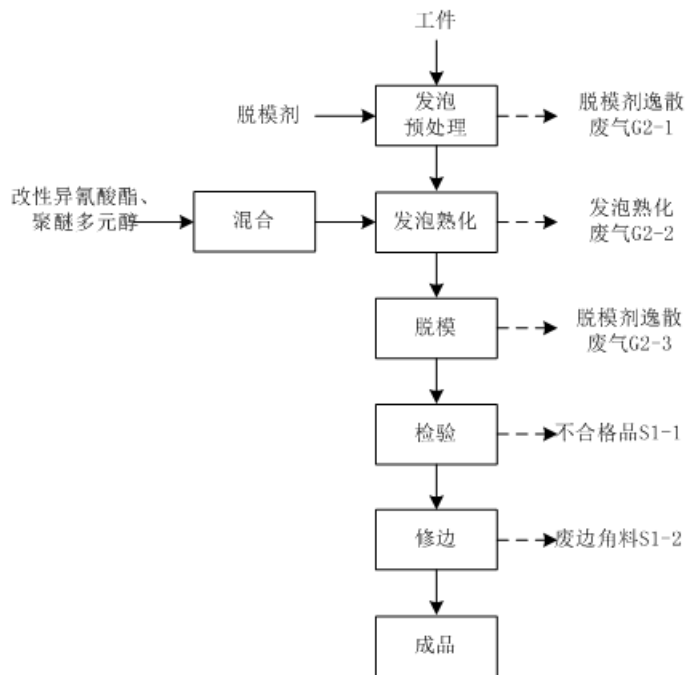 工件
脱模剂
发泡
预处理
脱模剂逸散
废气G2-1
改性异氰酸酯、
聚醚多元醇
混合
发泡熟化
发泡熟化
废气G2-2
脱模
脱模剂逸散
废气G2-3
检验
不合格品S1-1
修边
废边角料S1-2
成品